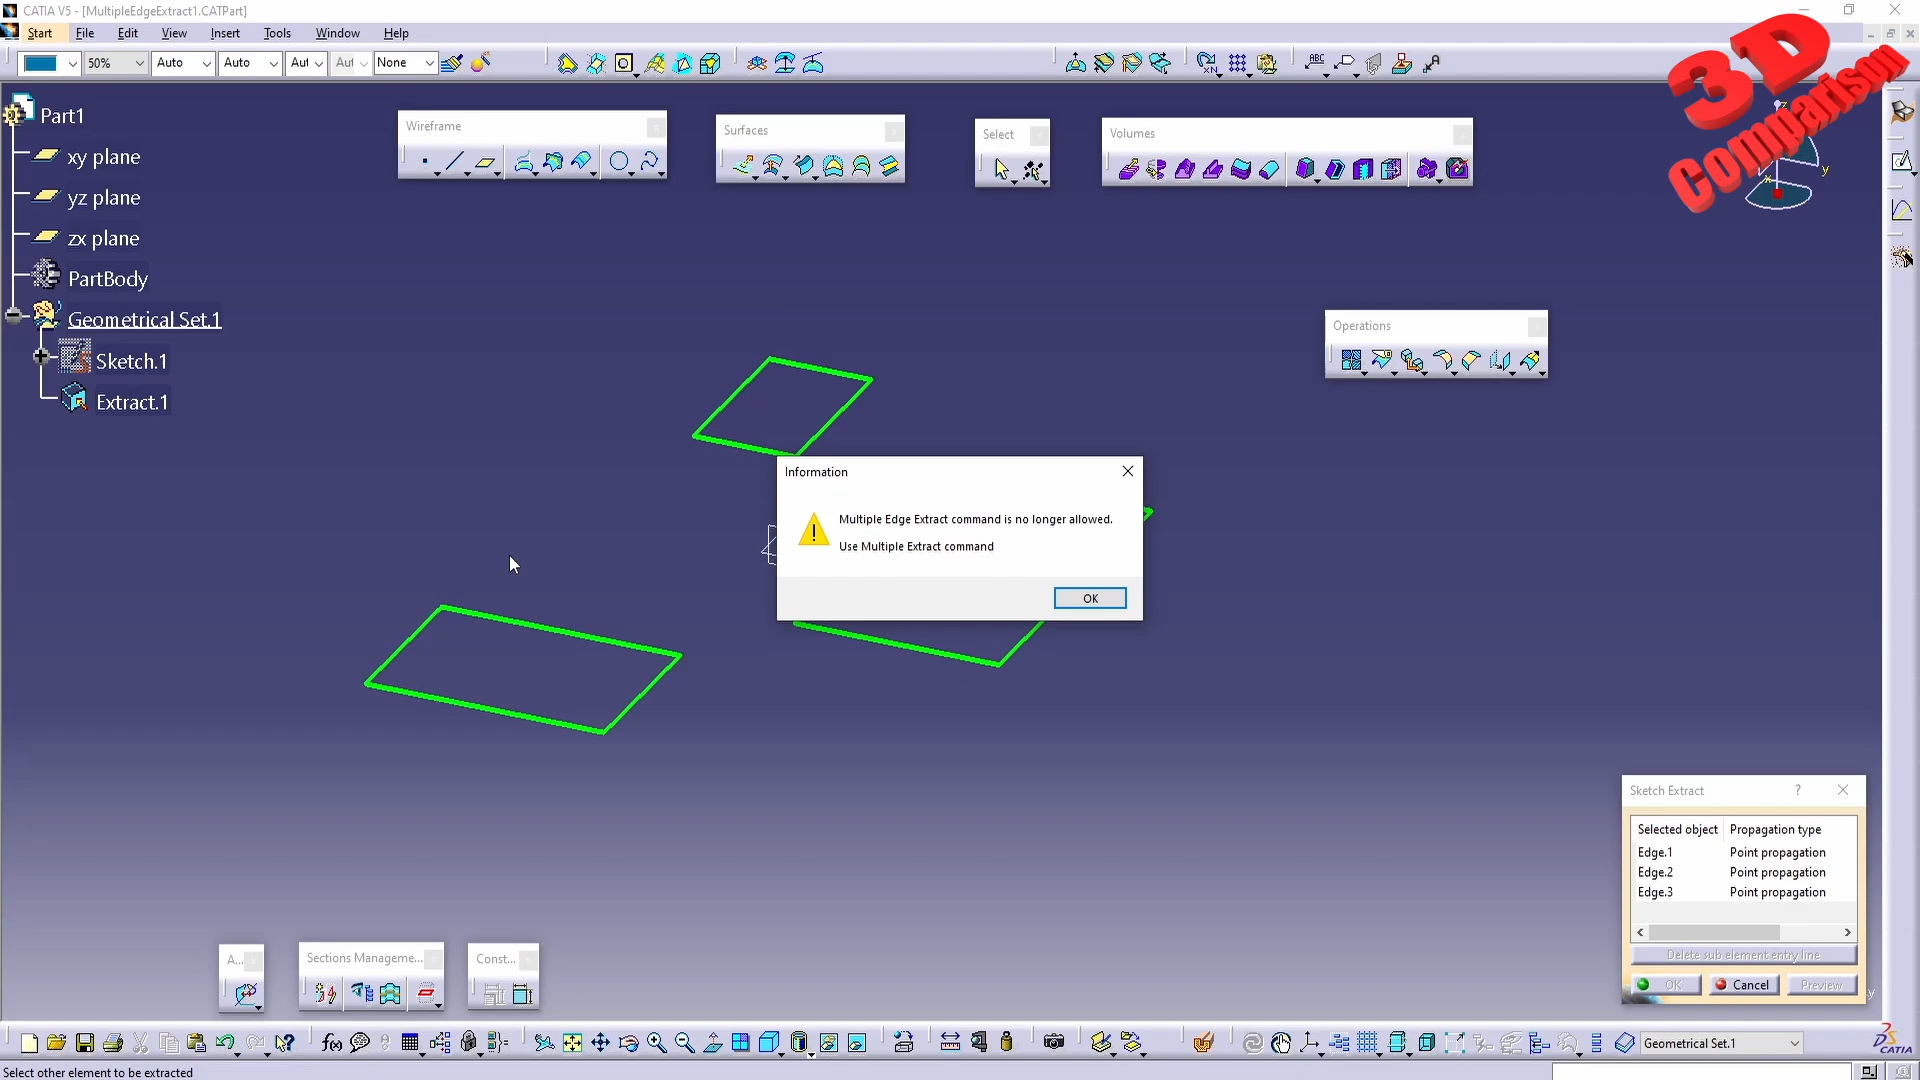 CATIA V5 - [MultipleEdgeExtract1.CATPart]
Start File Edit View Insert Tools Window Help
50% Auto Auto Aut Aut None
3D
Comparison
Part1
xy plane
yz plane
zx plane
PartBody
Geometrical Set.1
Sketch.1
Extract.1
Wireframe
Surfaces
Select
Volumes
z
y
x
Operations
Information
Multiple Edge Extract command is no longer allowed.
Use Multiple Extract command
OK
Sketch Extract ?
Selected object Propagation type
Edge.1 Point propagation
Edge.2 Point propagation
Edge.3 Point propagation
Delete sub element entry line
OK Cancel Preview
A...
Sections Manageme...
Const...
f(x)
Geometrical Set.1
CATIA
Select other element to be extracted